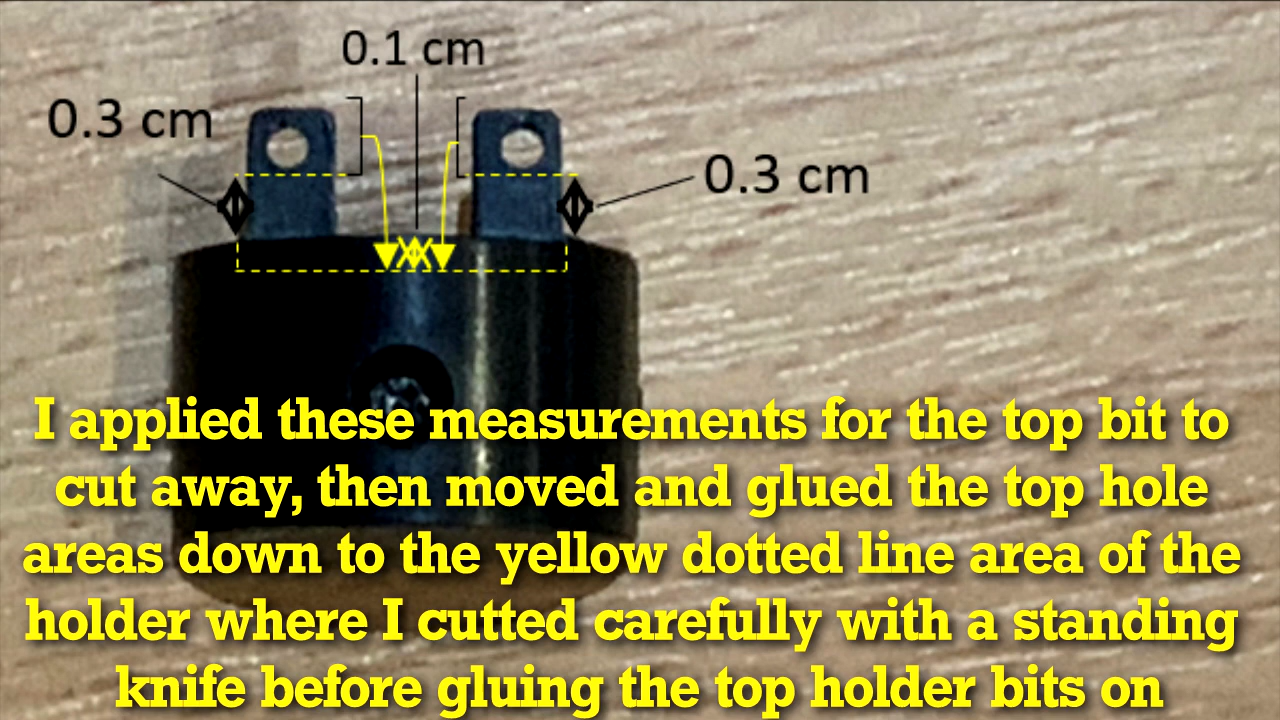 0.1 cm
0.3 cm
0.3 cm
I applied these measurements for the top bit to
cut away, then moved and glued the top hole
areas down to the yellow dotted line area of the
holder where I cutted carefully with a standing
knife before gluing the top holder bits on